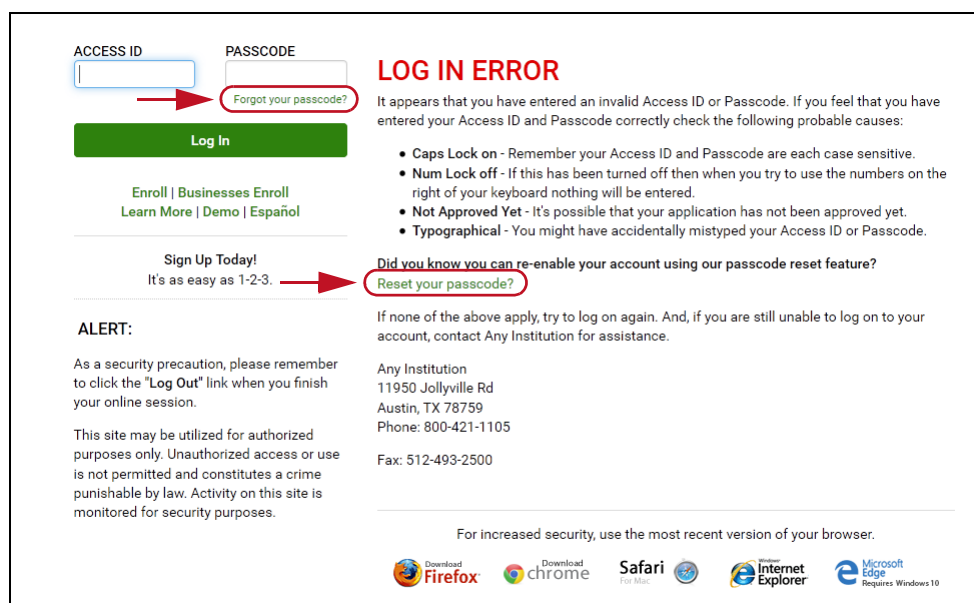 ACCESS ID PASSCODE
Forgot your passcode?
Log In
Enroll | Businesses Enroll
Learn More | Demo | Español
Sign Up Today!
It's as easy as 1-2-3.
ALERT:
As a security precaution, please remember
to click the "Log Out" link when you finish
your online session.
This site may be utilized for authorized
purposes only. Unauthorized access or use
is not permitted and constitutes a crime
punishable by law. Activity on this site is
monitored for security purposes.
LOG IN ERROR
It appears that you have entered an invalid Access ID or Passcode. If you feel that you have
entered your Access ID and Passcode correctly check the following probable causes:
• Caps Lock on - Remember your Access ID and Passcode are each case sensitive.
• Num Lock off - If this has been turned off then when you try to use the numbers on the
right of your keyboard nothing will be entered.
• Not Approved Yet - It's possible that your application has not been approved yet.
• Typographical - You might have accidentally mistyped your Access ID or Passcode.
Did you know you can re-enable your account using our passcode reset feature?
Reset your passcode?
If none of the above apply, try to log on again. And, if you are still unable to log on to your
account, contact Any Institution for assistance.
Any Institution
11950 Jollyville Rd
Austin, TX 78759
Phone: 800-421-1105
Fax: 512-493-2500
For increased security, use the most recent version of your browser.
Download
Firefox
Download
chrome
Safari
For Mac
Windows
Internet
Explorer
Microsoft
Edge
Requires Windows 10